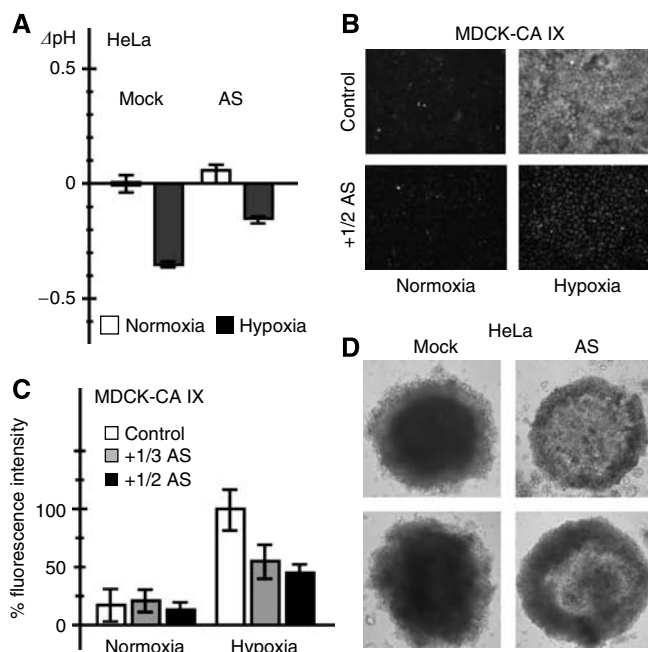 A
ΔpH
HeLa
0.5
Mock
AS
0
−0.5
Normoxia
Hypoxia
B
MDCK-CA IX
Control
+1/2 AS
Normoxia
Hypoxia
C
MDCK-CA IX
Control
+1/3 AS
+1/2 AS
% fluorescence intensity
100
50
0
Normoxia
Hypoxia
D
HeLa
Mock
AS